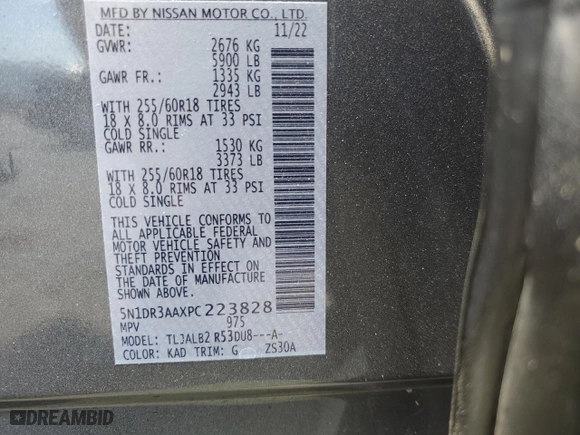 MFD BY NISSAN MOTOR CO., LTD.
DATE: 11/22
GVWR: 2676 KG
5900 LB
GAWR FR.: 1335 KG
2943 LB
WITH 255/60R18 TIRES
18 X 8.0 RIMS AT 33 PSI
COLD SINGLE
GAWR RR.: 1530 KG
3373 LB
WITH 255/60R18 TIRES
18 X 8.0 RIMS AT 33 PSI
COLD SINGLE
THIS VEHICLE CONFORMS TO
ALL APPLICABLE FEDERAL
MOTOR VEHICLE SAFETY AND
THEFT PREVENTION
STANDARDS IN EFFECT ON
THE DATE OF MANUFACTURE.
5N1DR3AAXPC223828
MPV 975
MODEL: TLJALB2 R53DU8---A-
COLOR: KAD TRIM: G ZS30A
© DREAMBID